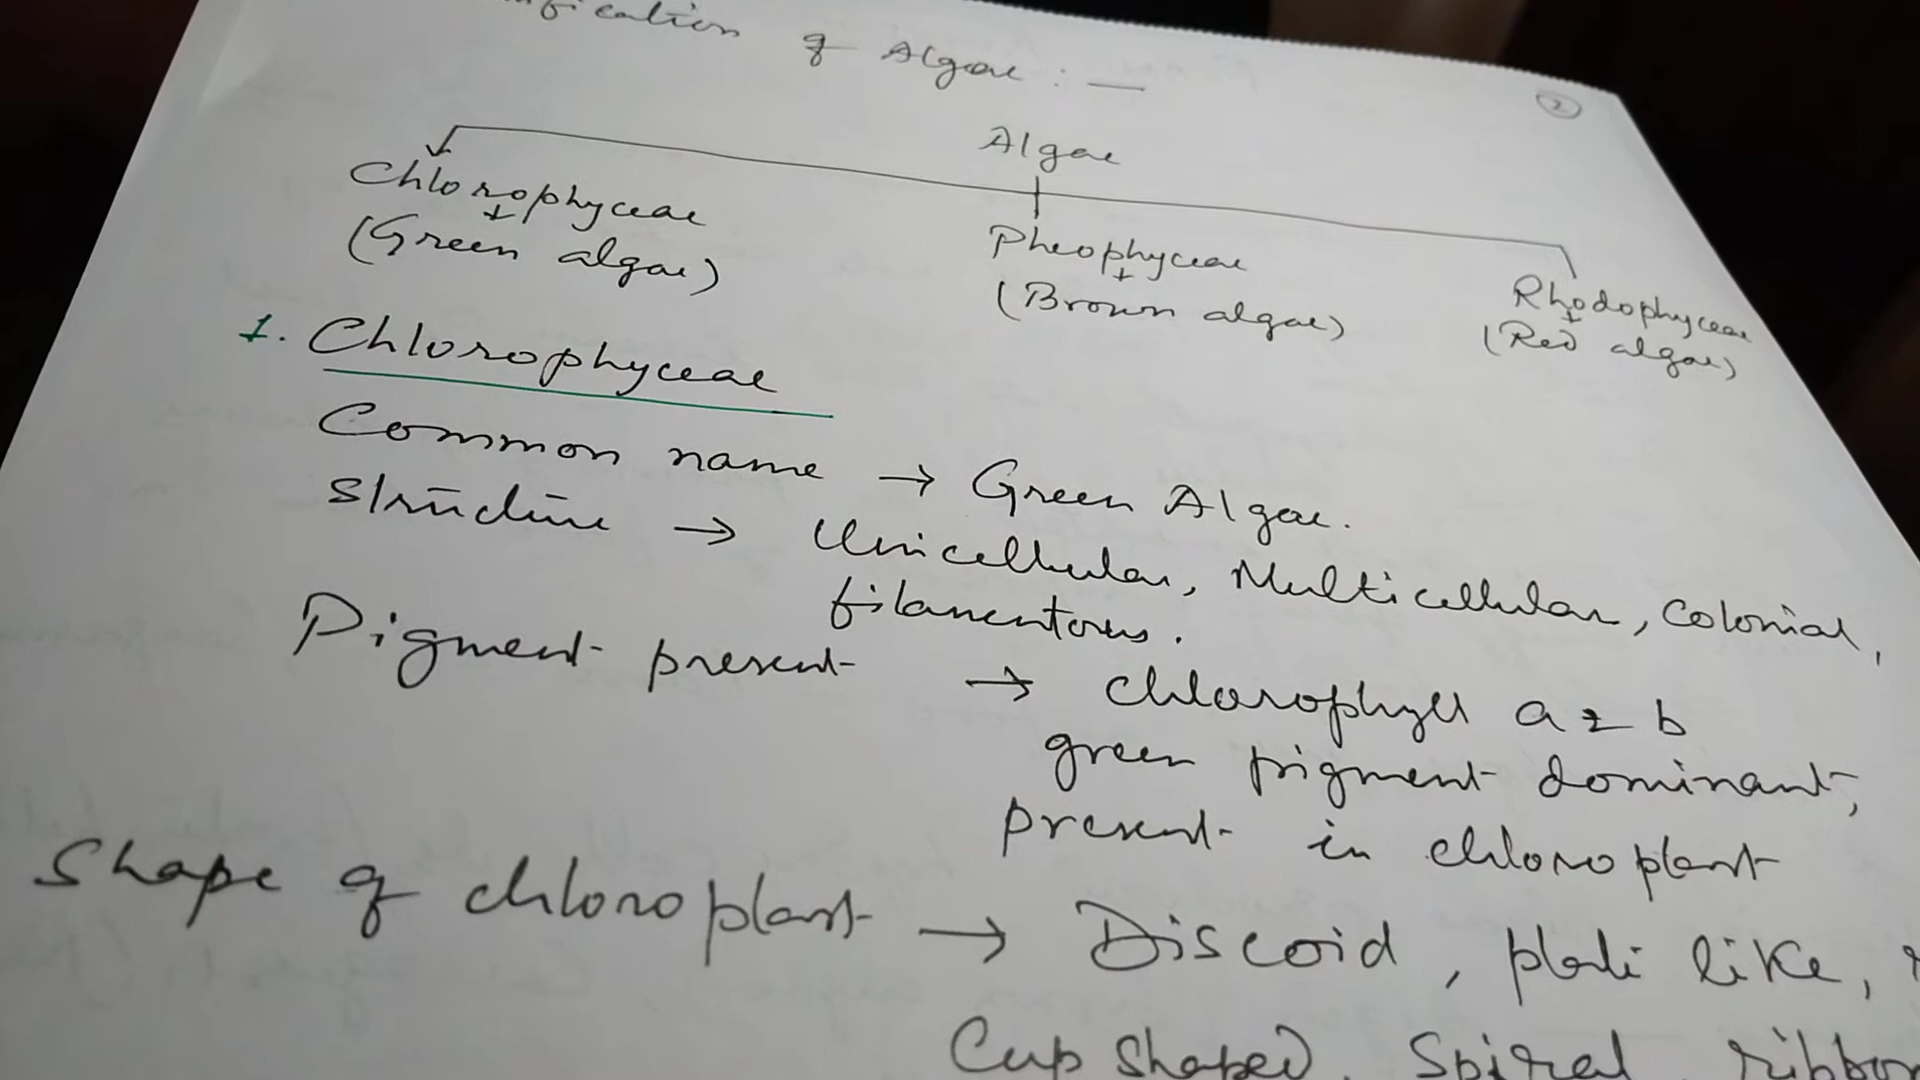 of Algae : —
2
Algae
Chlorophyceae
(Green algae)
Pheophyceae
(Brown algae)
Rhodophyceae
(Red algae)
1. Chlorophyceae
Common name → Green Algae.
Structure → Unicellular, Multicellular, Colonial,
filamentous.
Pigment present → chlorophyll a & b
green pigment dominant,
present in chloroplast
Shape of chloroplast → Discoid, plate like,
Cup shaped, Spiral, ribbon